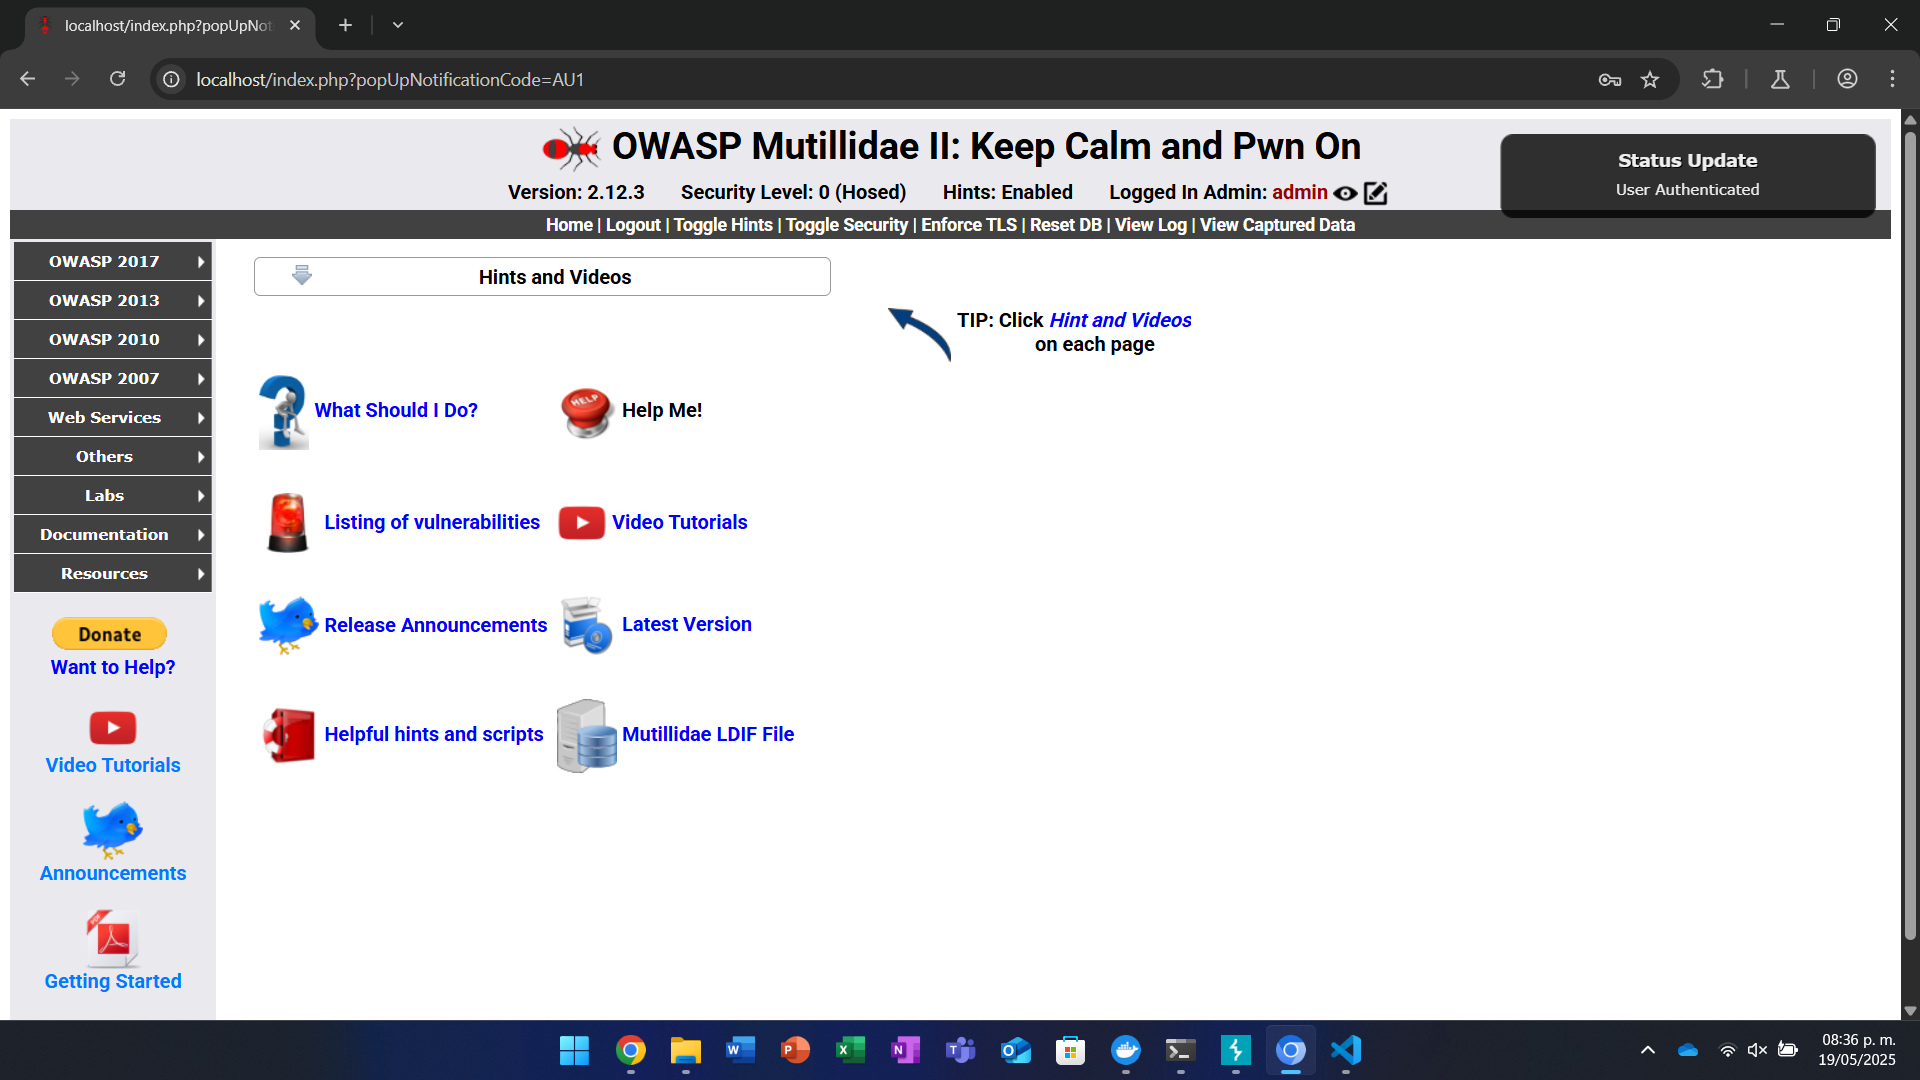 localhost/index.php?popUpNot
localhost/index.php?popUpNotificationCode=AU1
OWASP Mutillidae II: Keep Calm and Pwn On
Version: 2.12.3 Security Level: 0 (Hosed) Hints: Enabled Logged In Admin: admin
Status Update
User Authenticated
Home | Logout | Toggle Hints | Toggle Security | Enforce TLS | Reset DB | View Log | View Captured Data
OWASP 2017
OWASP 2013
OWASP 2010
OWASP 2007
Web Services
Others
Labs
Documentation
Resources
Donate
Want to Help?
Video Tutorials
Announcements
PDF
Getting Started
Hints and Videos
TIP: Click Hint and Videos
on each page
What Should I Do?
HELP
Help Me!
Listing of vulnerabilities
Video Tutorials
Release Announcements
Latest Version
Helpful hints and scripts
Mutillidae LDIF File
08:36 p. m.
19/05/2025